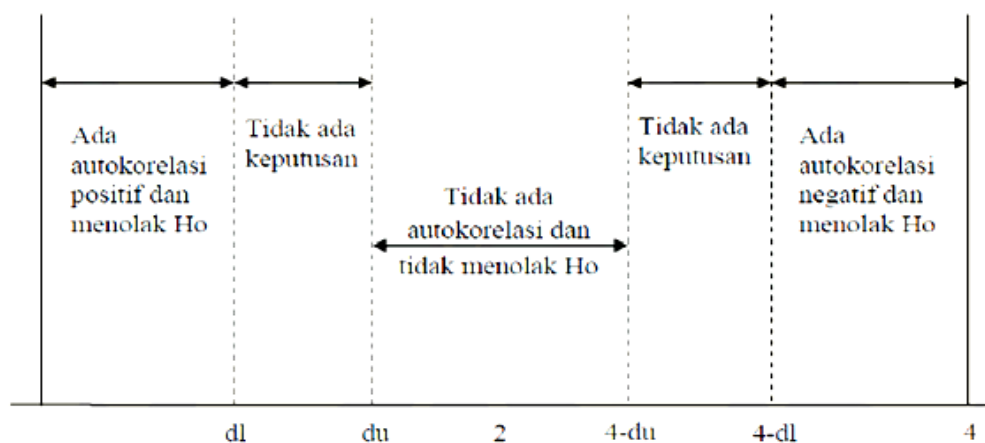 Ada
autokorelasi
positif dan
menolak Ho
Tidak ada
keputusan
Tidak ada
autokorelasi dan
tidak menolak Ho
Tidak ada
keputusan
Ada
autokorelasi
negatif dan
menolak Ho
dl du 2 4-du 4-dl 4